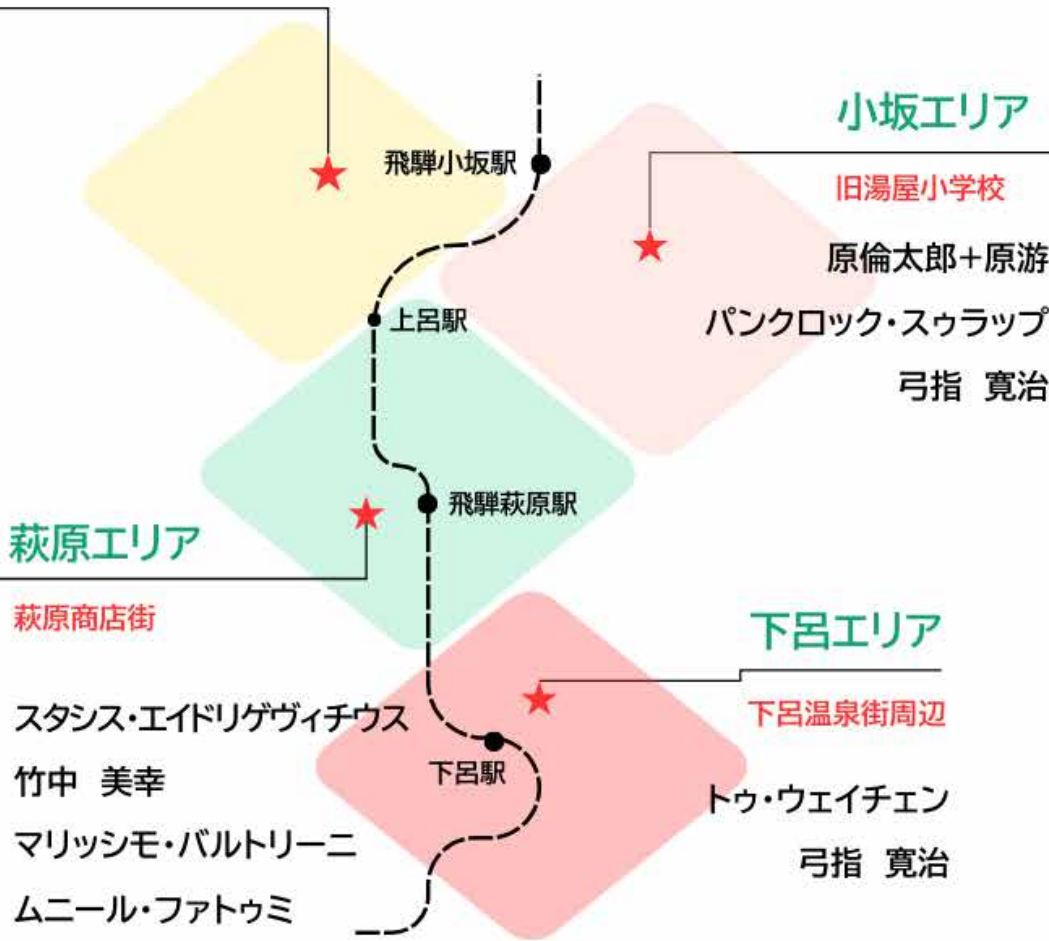 飛騨小坂駅
小坂エリア
旧湯屋小学校
原倫太郎+原游
パンクロック・スゥラップ
弓指 寛治
上呂駅
飛騨萩原駅
萩原エリア
萩原商店街
スタシス・エイドリゲヴィチウス
竹中 美幸
マリッシモ・バルトリーニ
ムニール・ファトゥミ
下呂エリア
下呂温泉街周辺
下呂駅
トゥ・ウェイチェン
弓指 寛治